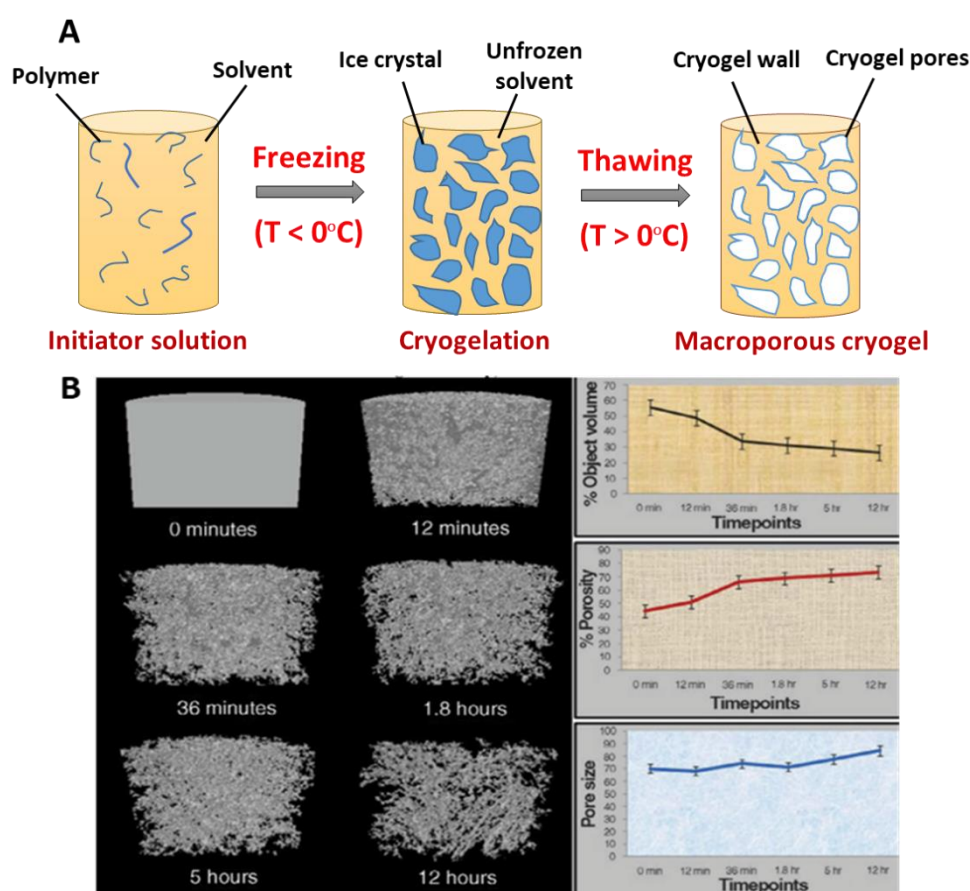 A
Polymer
Solvent
Ice crystal
Unfrozen
solvent
Cryogel wall
Cryogel pores
Freezing
(T < 0°C)
Thawing
(T > 0°C)
Initiator solution
Cryogelation
Macroporous cryogel
B
0 minutes
12 minutes
36 minutes
1.8 hours
5 hours
12 hours
% Object volume
70
60
50
40
30
20
10
0
0 min 12 min 36 min 1.8 hr 5 hr 12 hr
Timepoints
% Porosity
90
80
70
60
50
40
30
20
10
0
0 min 12 min 36 min 1.8 hr 5 hr 12 hr
Timepoints
Pore size
100
90
80
70
60
50
40
30
20
10
0
0 min 12 min 36 min 1.8 hr 5 hr 12 hr
Timepoints